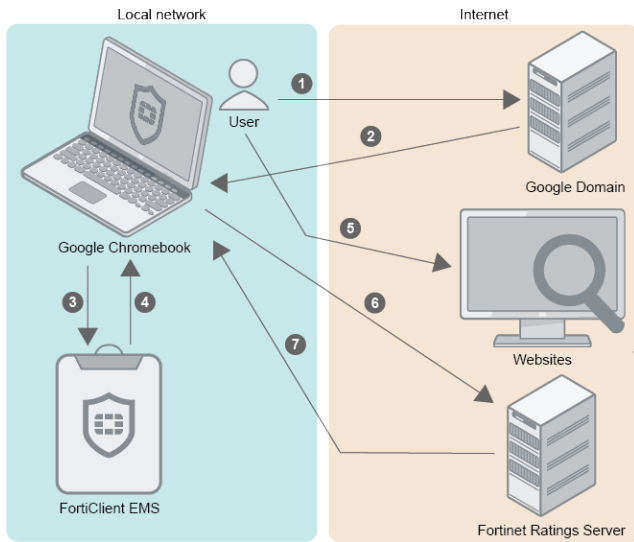 Local network
Internet
1
User
2
Google Domain
Google Chromebook
5
3
4
6
7
Websites
FortiClient EMS
Fortinet Ratings Server